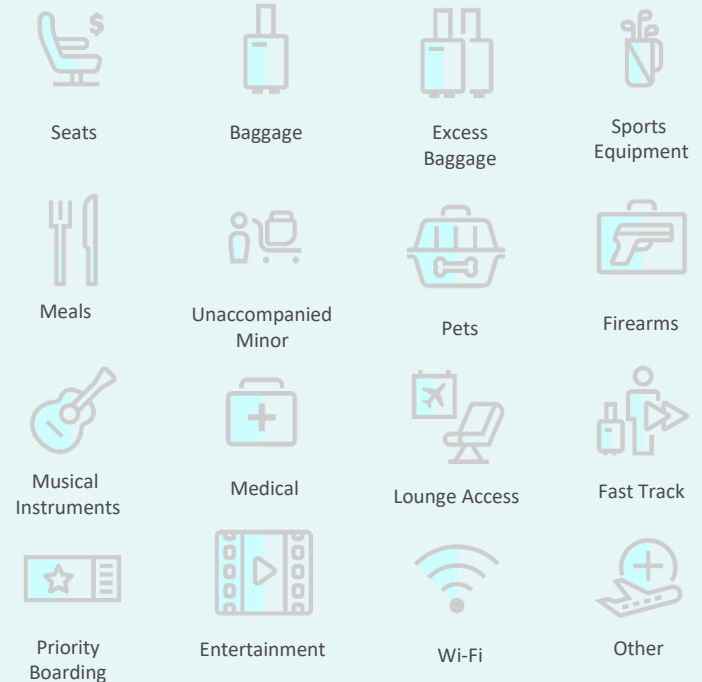 $
Seats
Baggage
Excess
Baggage
Sports
Equipment
Meals
Unaccompanied
Minor
Pets
Firearms
Musical
Instruments
Medical
Lounge Access
Fast Track
Priority
Boarding
Entertainment
Wi-Fi
Other